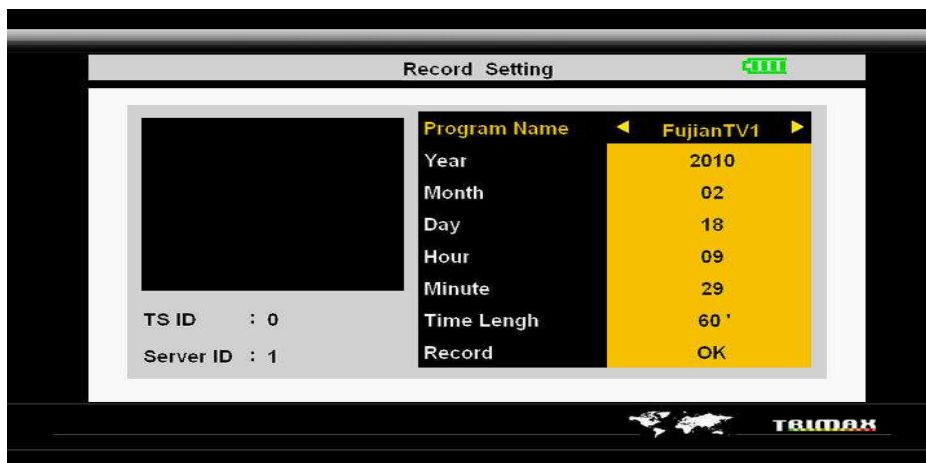 Record Setting
Program Name ◄ FujianTV1 ►
Year 2010
Month 02
Day 18
Hour 09
Minute 29
Time Lengh 60 '
Record OK
TS ID : 0
Server ID : 1
TRIMAX